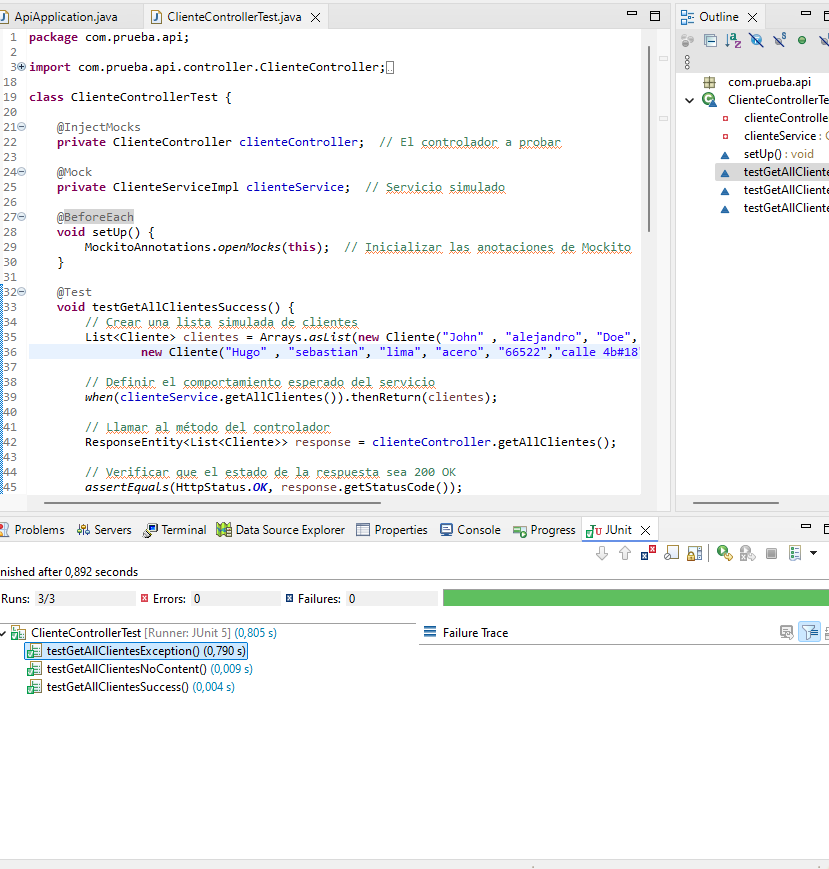 ApiApplication.java
ClienteControllerTest.java
1 package com.prueba.api;
2
3 import com.prueba.api.controller.ClienteController;
18
19 class ClienteControllerTest {
20
21 @InjectMocks
22 private ClienteController clienteController;  // El controlador a probar
23
24 @Mock
25 private ClienteServiceImpl clienteService;  // Servicio simulado
26
27 @BeforeEach
28 void setUp() {
29 MockitoAnnotations.openMocks(this);  // Inicializar las anotaciones de Mockito
30 }
31
32 @Test
33 void testGetAllClientesSuccess() {
34 // Crear una lista simulada de clientes
35 List<Cliente> clientes = Arrays.asList(new Cliente("John" , "alejandro", "Doe",
36 new Cliente("Hugo" , "sebastian", "lima", "acero", "66522","calle 4b#18
37
38 // Definir el comportamiento esperado del servicio
39 when(clienteService.getAllClientes()).thenReturn(clientes);
40
41 // Llamar al método del controlador
42 ResponseEntity<List<Cliente>> response = clienteController.getAllClientes();
43
44 // Verificar que el estado de la respuesta sea 200 OK
45 assertEquals(HttpStatus.OK, response.getStatusCode());
Outline
com.prueba.api
ClienteControllerTe
clienteControlle
clienteService : C
setUp() : void
testGetAllCliente
testGetAllCliente
testGetAllCliente
Problems Servers Terminal Data Source Explorer Properties Console Progress JUnit
nished after 0,892 seconds
Runs: 3/3 Errors: 0 Failures: 0
ClienteControllerTest [Runner: JUnit 5] (0,805 s)
testGetAllClientesException() (0,790 s)
testGetAllClientesNoContent() (0,009 s)
testGetAllClientesSuccess() (0,004 s)
Failure Trace